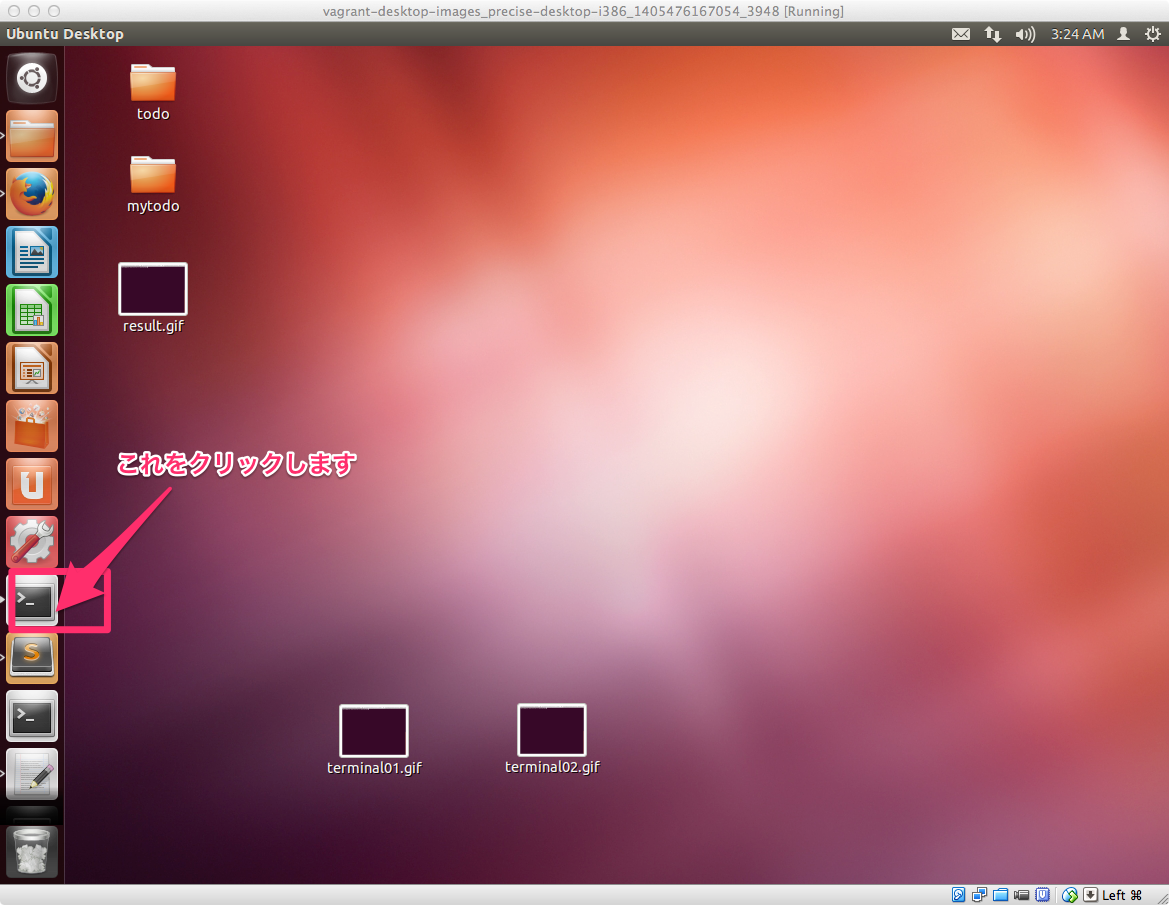 vagrant-desktop-images_precise-desktop-i386_1405476167054_3948 [Running]
Ubuntu Desktop
3:24 AM
todo
mytodo
result.gif
これをクリックします
terminal01.gif
terminal02.gif
Left ⌘